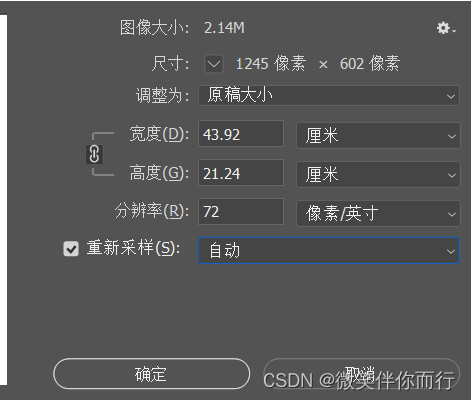 图像大小: 2.14M
尺寸: 1245 像素 × 602 像素
调整为: 原稿大小
宽度(D): 43.92 厘米
高度(G): 21.24 厘米
分辨率(R): 72 像素/英寸
重新采样(S): 自动
确定 取消
CSDN @微笑伴你而行